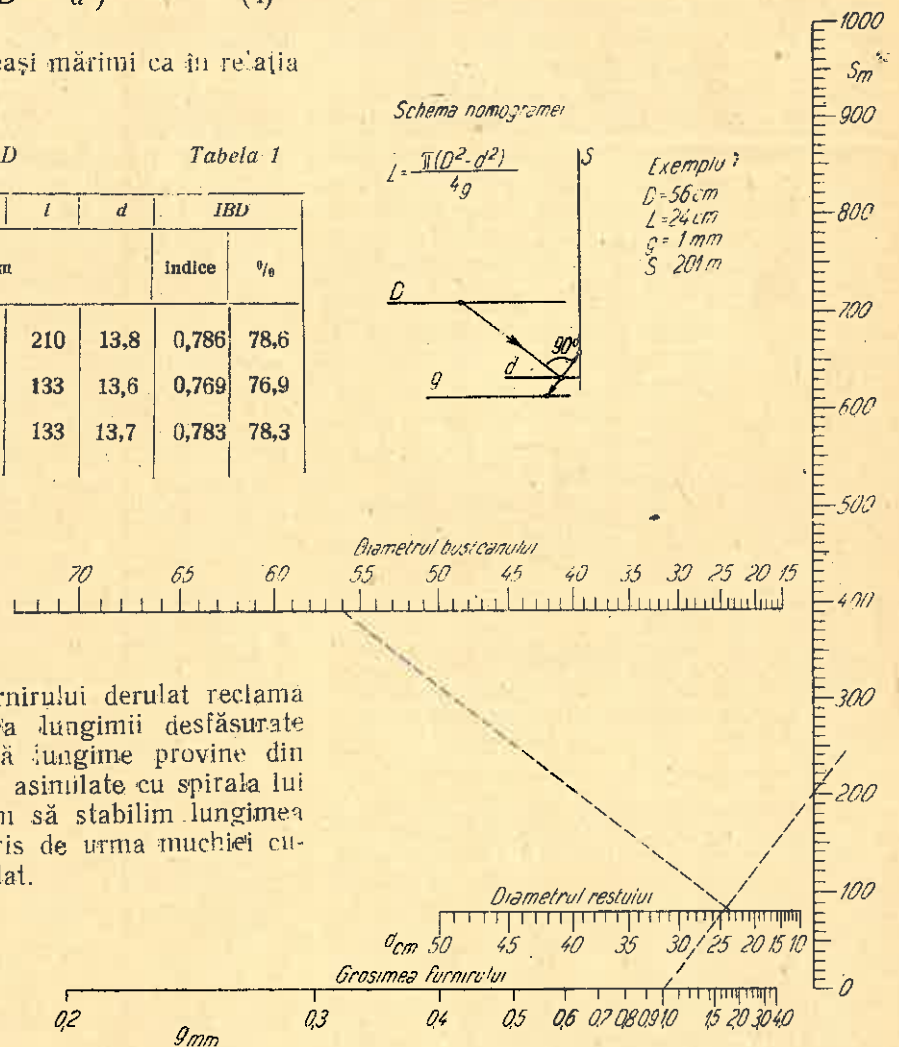 (4)
eași mărimi ca în relația
D Tabela 1
l d IBD
m indice %
210 13,8 0,786 78,6
133 13,6 0,769 76,9
133 13,7 0,783 78,3
rnirului derulat reclamă
a lungimii desfășurate
ă lungime provine din
asimilate cu spirala lui
m să stabilim lungimea
ris de urma muchiei cu-
lat.
Schema nomogramei
L = π(D²-d²)
4g
S
D
90°
d
g
Exemplu
D=56cm
L=24cm
g=1mm
S 201m
1000
Sm
900
800
700
600
500
400
300
200
100
0
Diametrul bușteanului
70 65 60 55 50 45 40 35 30 25 20 15
Diametrul restului
dcm 50 45 40 35 30 25 20 15 10
Grosimea furnirului
0,2 0,3 0,4 0,5 0,6 0,7 0,8 0,9 1,0 1,5 2,0 3,0 4,0
gmm